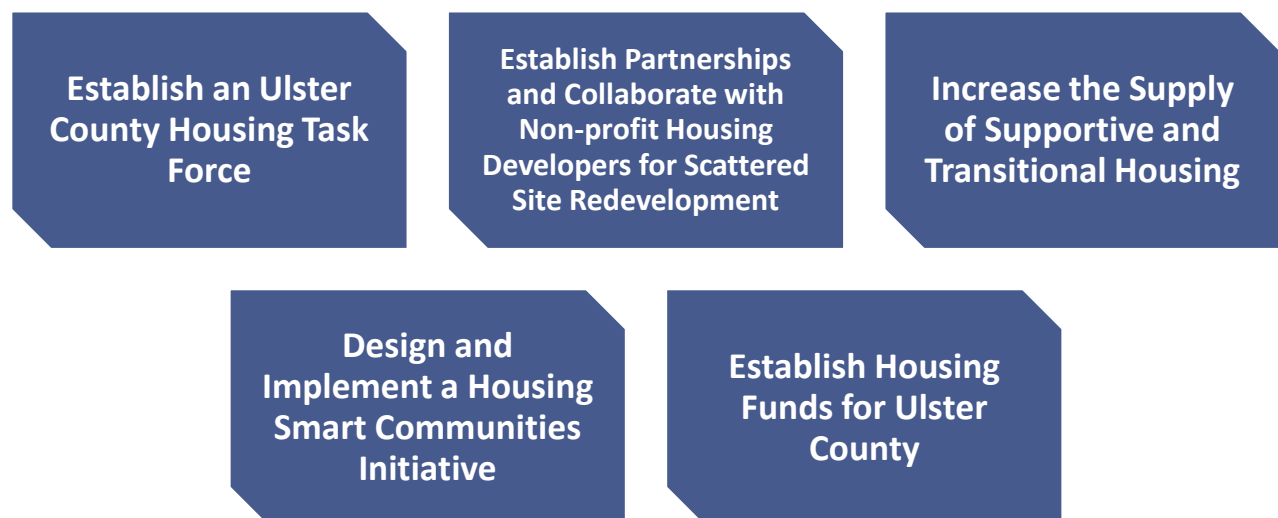 Establish an Ulster
County Housing Task
Force
Establish Partnerships
and Collaborate with
Non-profit Housing
Developers for Scattered
Site Redevelopment
Increase the Supply
of Supportive and
Transitional Housing
Design and
Implement a Housing
Smart Communities
Initiative
Establish Housing
Funds for Ulster
County